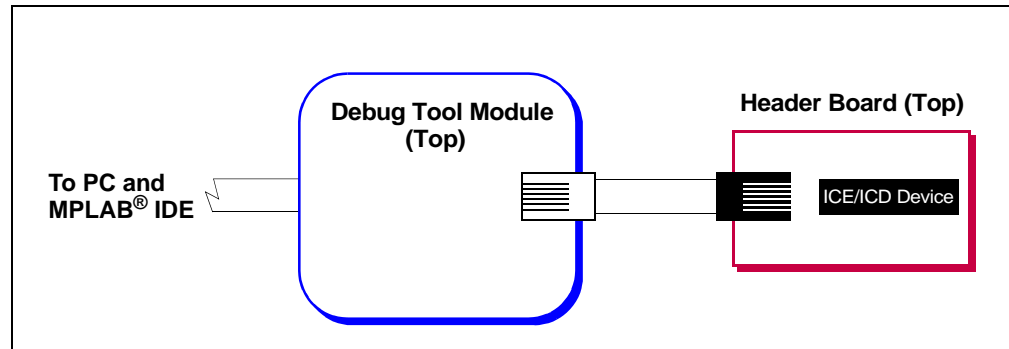 Debug Tool Module
(Top)
Header Board (Top)
To PC and
MPLAB® IDE
ICE/ICD Device